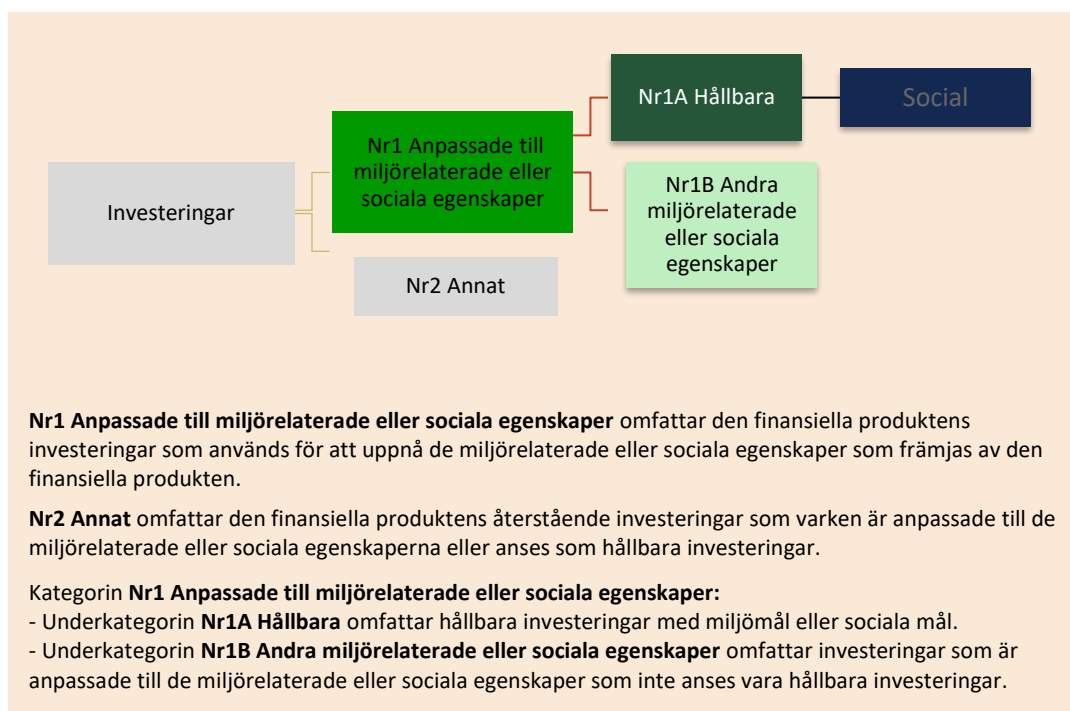 Nr1A Hållbara
Social
Nr1 Anpassade till
miljörelaterade eller
sociala egenskaper
Nr1B Andra
miljörelaterade
eller sociala
egenskaper
Investeringar
Nr2 Annat
Nr1 Anpassade till miljörelaterade eller sociala egenskaper omfattar den finansiella produktens
investeringar som används för att uppnå de miljörelaterade eller sociala egenskaper som främjas av den
finansiella produkten.
Nr2 Annat omfattar den finansiella produktens återstående investeringar som varken är anpassade till de
miljörelaterade eller sociala egenskaperna eller anses som hållbara investeringar.
Kategorin Nr1 Anpassade till miljörelaterade eller sociala egenskaper:
- Underkategorin Nr1A Hållbara omfattar hållbara investeringar med miljömål eller sociala mål.
- Underkategorin Nr1B Andra miljörelaterade eller sociala egenskaper omfattar investeringar som är
anpassade till de miljörelaterade eller sociala egenskaper som inte anses vara hållbara investeringar.